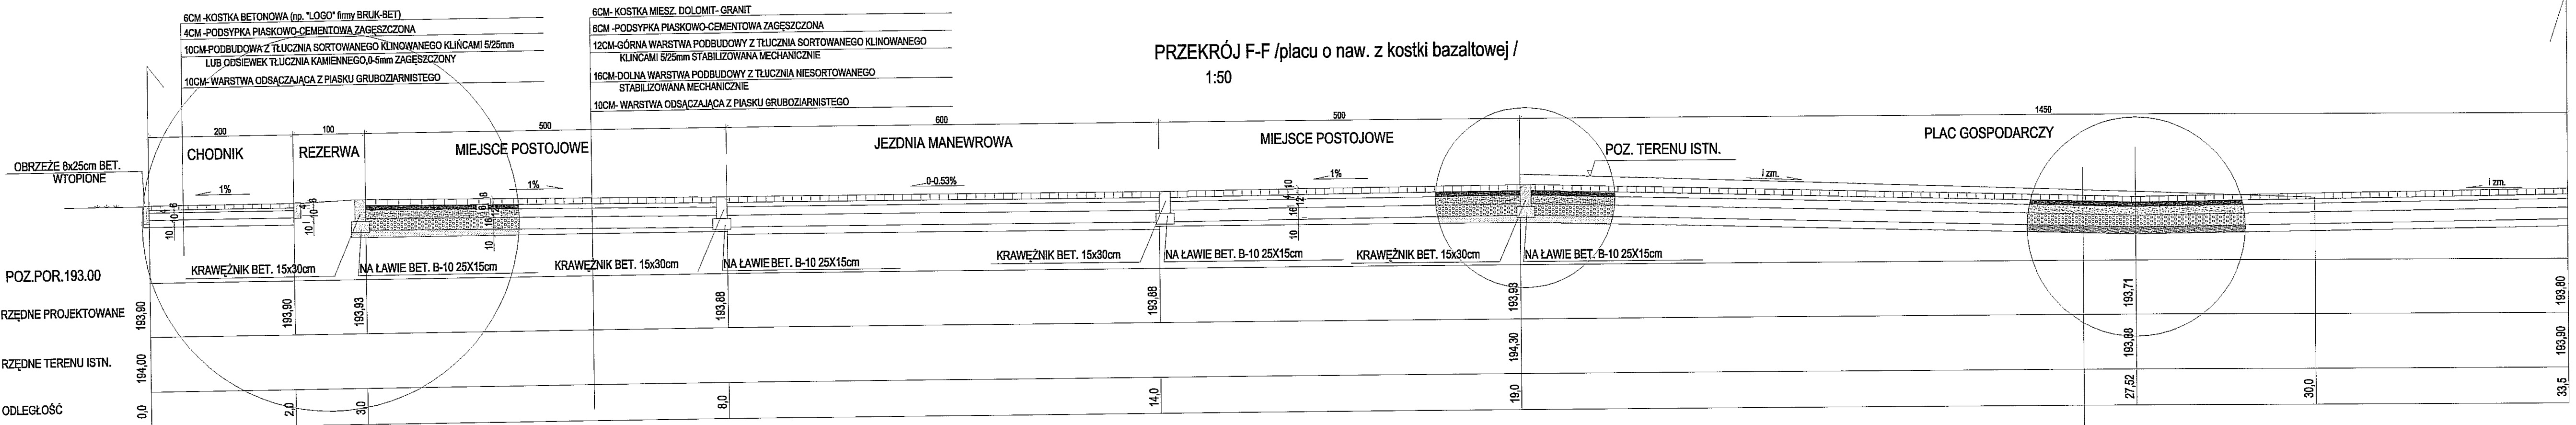 6CM -KOSTKA BETONOWA (np. "LOGO" firmy BRUK-BET)
4CM -PODSYPKA PIASKOWO-CEMENTOWA ZAGĘSZCZONA
10CM-PODBUDOWA Z TŁUCZNIA SORTOWANEGO KLINOWANEGO KLIŃCAMI 5/25mm
LUB ODSIEWEK TŁUCZNIA KAMIENNEGO,0-5mm ZAGĘSZCZONY
10CM- WARSTWA ODSĄCZAJĄCA Z PIASKU GRUBOZIARNISTEGO
6CM- KOSTKA MIESZ. DOLOMIT- GRANIT
8CM -PODSYPKA PIASKOWO-CEMENTOWA ZAGĘSZCZONA
12CM-GÓRNA WARSTWA PODBUDOWY Z TŁUCZNIA SORTOWANEGO KLINOWANEGO
KLIŃCAMI 5/25mm STABILIZOWANA MECHANICZNIE
16CM-DOLNA WARSTWA PODBUDOWY Z TŁUCZNIA NIESORTOWANEGO
STABILIZOWANA MECHANICZNIE
10CM- WARSTWA ODSĄCZAJĄCA Z PIASKU GRUBOZIARNISTEGO
PRZEKRÓJ F-F /placu o naw. z kostki bazaltowej /
1:50
200 100 500 600 500 1450
CHODNIK REZERWA MIEJSCE POSTOJOWE JEZDNIA MANEWROWA MIEJSCE POSTOJOWE PLAC GOSPODARCZY
OBRZEŻE 8x25cm BET.
WTOPIONE
POZ. TERENU ISTN.
1% 1% 0-0.53% 1% i zm. i zm.
KRAWĘŻNIK BET. 15x30cm NA ŁAWIE BET. B-10 25X15cm KRAWĘŻNIK BET. 15x30cm NA ŁAWIE BET. B-10 25X15cm KRAWĘŻNIK BET. 15x30cm NA ŁAWIE BET. B-10 25X15cm KRAWĘŻNIK BET. 15x30cm NA ŁAWIE BET. B-10 25X15cm
POZ.POR.193.00
RZĘDNE PROJEKTOWANE 193,90 193,90 193,93 193,88 193,88 193,93 193,71 193,80
RZĘDNE TERENU ISTN. 194,00 194,30 193,88 193,90
ODLEGŁOŚĆ 0,0 2,0 3,0 8,0 14,0 19,0 27,52 30,0 33,5